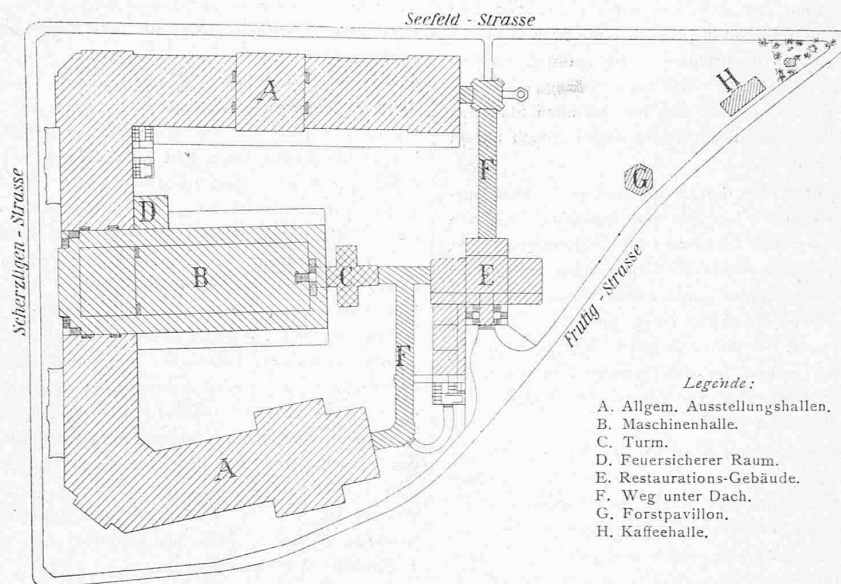 Seefeld - Strasse
Scherzligen - Strasse
Frutig - Strasse
A
H
F
G
D
B
C
E
F
A
Legende:
A. Allgem. Ausstellungshallen.
B. Maschinenhalle.
C. Turm.
D. Feuersicherer Raum.
E. Restaurations-Gebäude.
F. Weg unter Dach.
G. Forstpavillon.
H. Kaffeehalle.